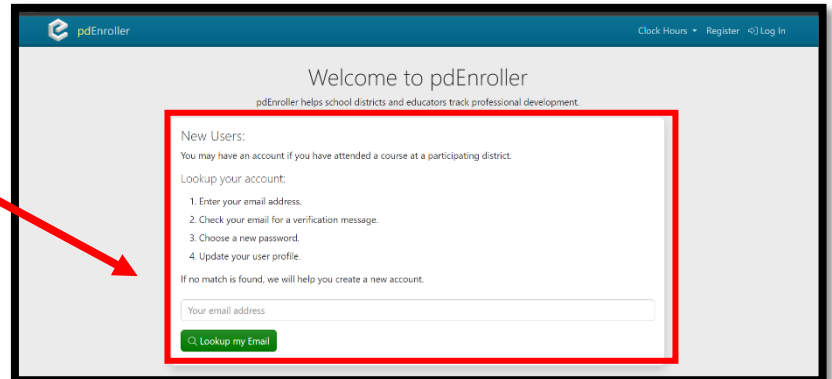 pdEnroller
Clock Hours Register Log In
Welcome to pdEnroller
pdEnroller helps school districts and educators track professional development.
New Users:
You may have an account if you have attended a course at a participating district.
Lookup your account:
1. Enter your email address.
2. Check your email for a verification message.
3. Choose a new password.
4. Update your user profile.
If no match is found, we will help you create a new account.
Your email address
Lookup my Email